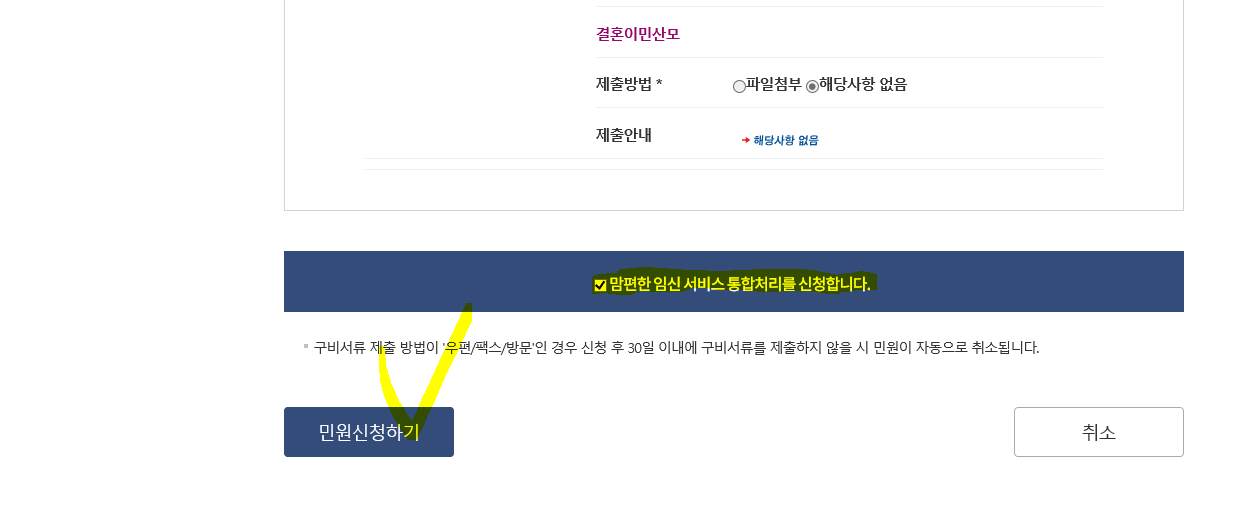 결혼이민산모
제출방법 * 파일첨부 해당사항 없음
제출안내 해당사항 없음
맘편한 임신 서비스 통합처리를 신청합니다.
구비서류 제출 방법이 '우편/팩스/방문'인 경우 신청 후 30일 이내에 구비서류를 제출하지 않을 시 민원이 자동으로 취소됩니다.
민원신청하기 취소